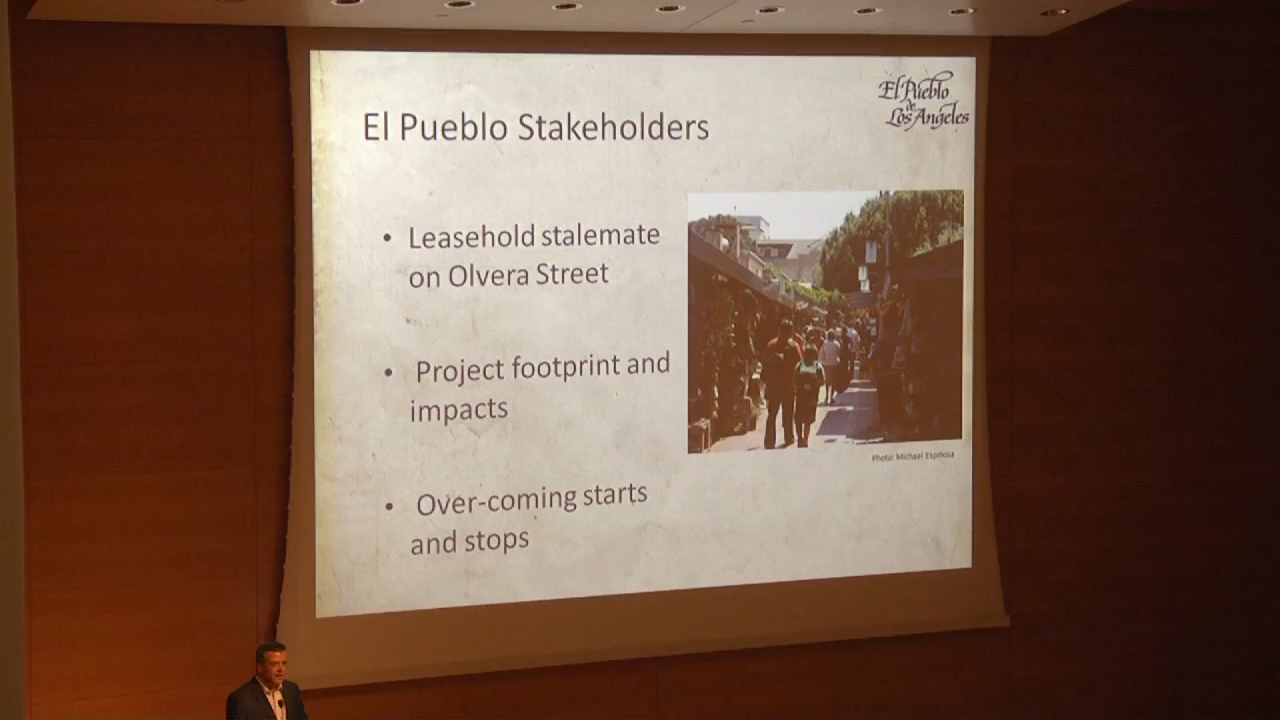 El Pueblo
de
Los Angeles
El Pueblo Stakeholders
• Leasehold stalemate
on Olvera Street
• Project footprint and
impacts
Photo: Michael Espinosa
• Over-coming starts
and stops